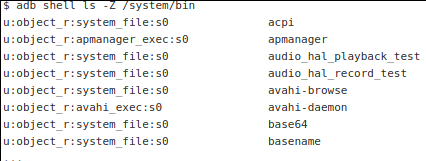 $ adb shell ls -Z /system/bin
u:object_r:system_file:s0 acpi
u:object_r:apmanager_exec:s0 apmanager
u:object_r:system_file:s0 audio_hal_playback_test
u:object_r:system_file:s0 audio_hal_record_test
u:object_r:system_file:s0 avahi-browse
u:object_r:avahi_exec:s0 avahi-daemon
u:object_r:system_file:s0 base64
u:object_r:system_file:s0 basename
...